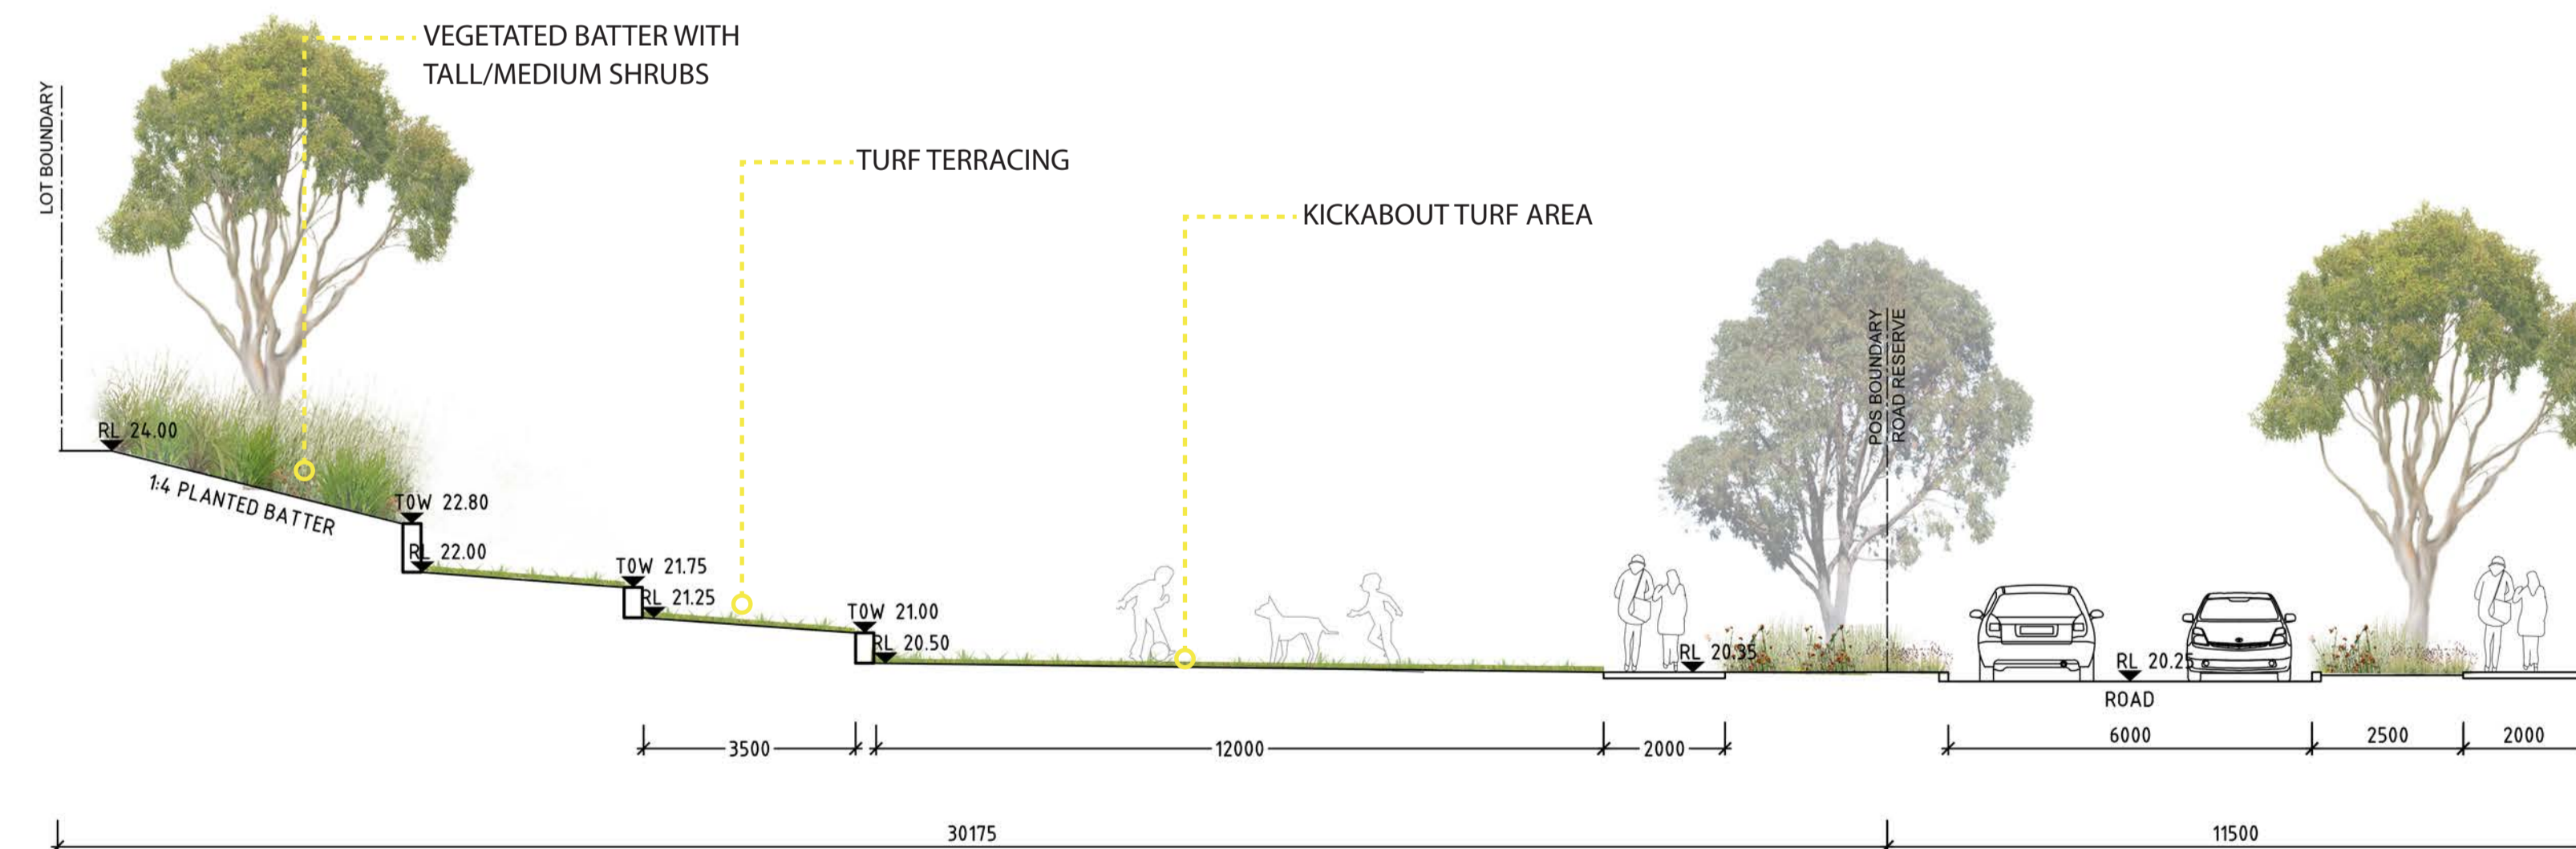 VEGETATED BATTER WITH
TALL/MEDIUM SHRUBS
LOT BOUNDARY
TURF TERRACING
KICKABOUT TURF AREA
POS BOUNDARY
ROAD RESERVE
RL 24.00
1:4 PLANTED BATTER
TOW 22.80
RL 22.00
TOW 21.75
RL 21.25
TOW 21.00
RL 20.50
RL 20.35
RL 20.25
ROAD
3500
12000
2000
6000
2500
2000
30175
11500